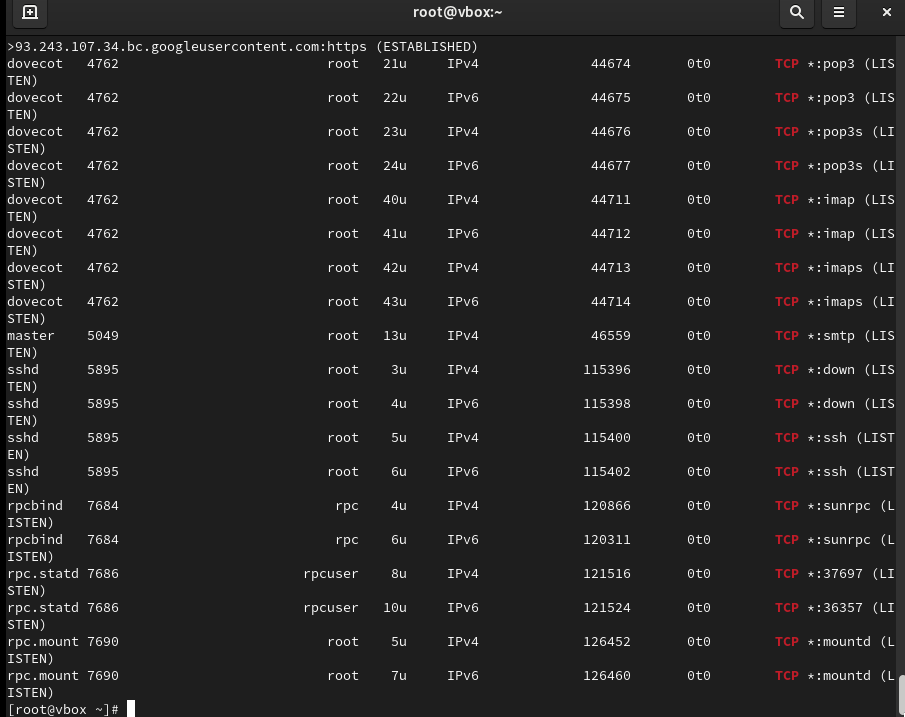 root@vbox:~
>93.243.107.34.bc.googleusercontent.com:https (ESTABLISHED)
dovecot   4762                          root   21u     IPv4              44674       0t0        TCP *:pop3 (LIS
TEN)
dovecot   4762                          root   22u     IPv6              44675       0t0        TCP *:pop3 (LIS
TEN)
dovecot   4762                          root   23u     IPv4              44676       0t0        TCP *:pop3s (LI
STEN)
dovecot   4762                          root   24u     IPv6              44677       0t0        TCP *:pop3s (LI
STEN)
dovecot   4762                          root   40u     IPv4              44711       0t0        TCP *:imap (LIS
TEN)
dovecot   4762                          root   41u     IPv6              44712       0t0        TCP *:imap (LIS
TEN)
dovecot   4762                          root   42u     IPv4              44713       0t0        TCP *:imaps (LI
STEN)
dovecot   4762                          root   43u     IPv6              44714       0t0        TCP *:imaps (LI
STEN)
master    5049                          root   13u     IPv4              46559       0t0        TCP *:smtp (LIS
TEN)
sshd      5895                          root    3u     IPv4             115396       0t0        TCP *:down (LIS
TEN)
sshd      5895                          root    4u     IPv6             115398       0t0        TCP *:down (LIS
TEN)
sshd      5895                          root    5u     IPv4             115400       0t0        TCP *:ssh (LIST
EN)
sshd      5895                          root    6u     IPv6             115402       0t0        TCP *:ssh (LIST
EN)
rpcbind   7684                           rpc    4u     IPv4             120866       0t0        TCP *:sunrpc (L
ISTEN)
rpcbind   7684                           rpc    6u     IPv6             120311       0t0        TCP *:sunrpc (L
ISTEN)
rpc.statd 7686                       rpcuser    8u     IPv4             121516       0t0        TCP *:37697 (LI
STEN)
rpc.statd 7686                       rpcuser   10u     IPv6             121524       0t0        TCP *:36357 (LI
STEN)
rpc.mount 7690                          root    5u     IPv4             126452       0t0        TCP *:mountd (L
ISTEN)
rpc.mount 7690                          root    7u     IPv6             126460       0t0        TCP *:mountd (L
ISTEN)
[root@vbox ~]#